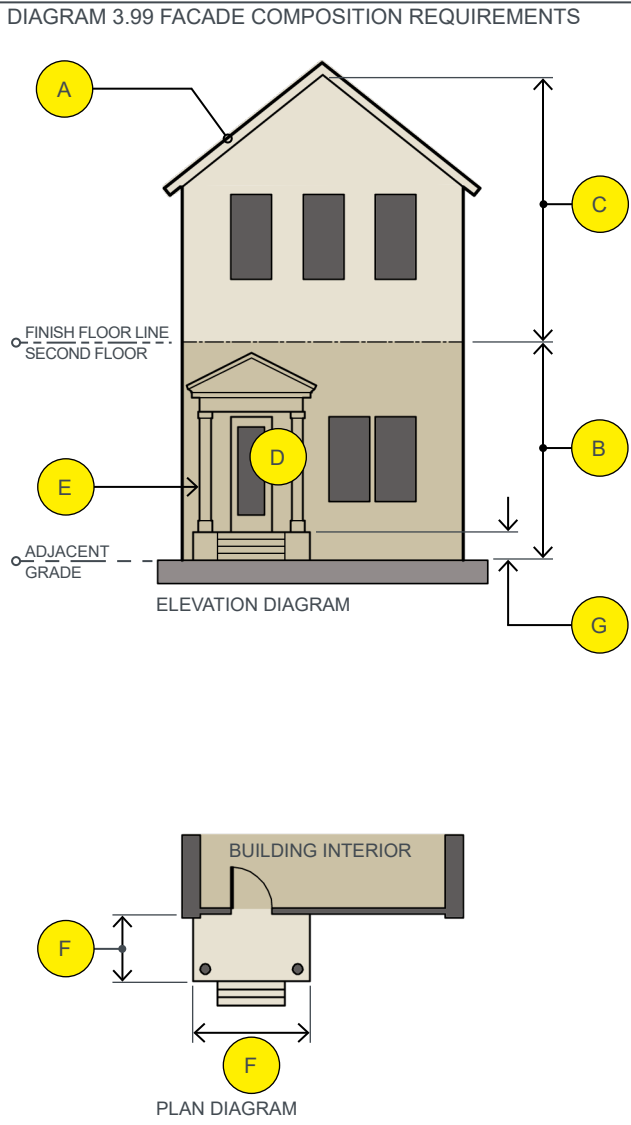 DIAGRAM 3.99 FACADE COMPOSITION REQUIREMENTS
A
C
FINISH FLOOR LINE
SECOND FLOOR
B
D
E
ADJACENT
GRADE
ELEVATION DIAGRAM
G
BUILDING INTERIOR
F
F
PLAN DIAGRAM